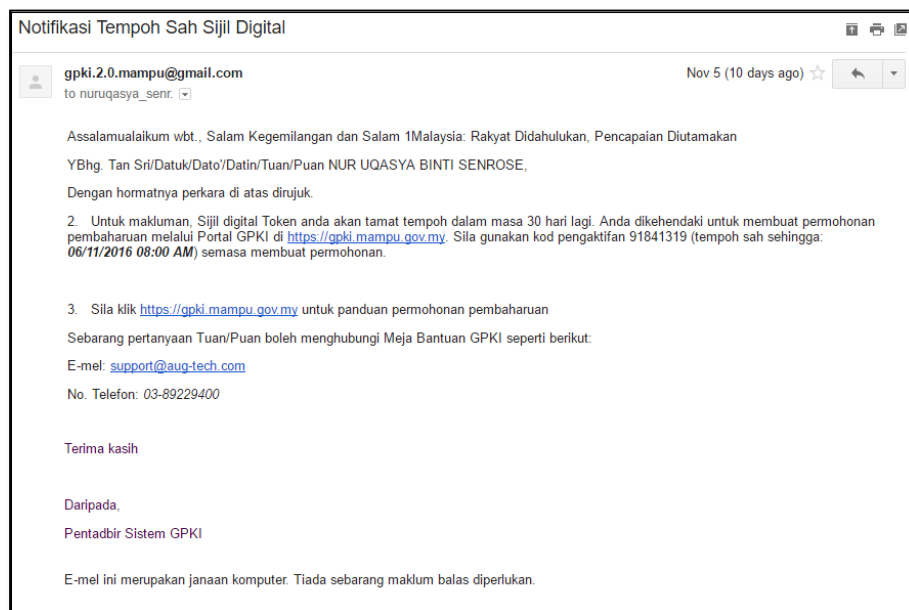 Notifikasi Tempoh Sah Sijil Digital
gpki.2.0.mampu@gmail.com
Nov 5 (10 days ago)
to nuruqasya_senr.
Assalamualaikum wbt., Salam Kegemilangan dan Salam 1Malaysia: Rakyat Didahulukan, Pencapaian Diutamakan
YBhg. Tan Sri/Datuk/Dato'/Datin/Tuan/Puan NUR UQASYA BINTI SENROSE,
Dengan hormatnya perkara di atas dirujuk.
2. Untuk makluman, Sijil digital Token anda akan tamat tempoh dalam masa 30 hari lagi. Anda dikehendaki untuk membuat permohonan
pembaharuan melalui Portal GPKI di https://gpki.mampu.gov.my. Sila gunakan kod pengaktifan 91841319 (tempoh sah sehingga:
06/11/2016 08:00 AM) semasa membuat permohonan.
3. Sila klik https://gpki.mampu.gov.my untuk panduan permohonan pembaharuan
Sebarang pertanyaan Tuan/Puan boleh menghubungi Meja Bantuan GPKI seperti berikut:
E-mel: support@aug-tech.com
No. Telefon: 03-89229400
Terima kasih
Daripada,
Pentadbir Sistem GPKI
E-mel ini merupakan janaan komputer. Tiada sebarang maklum balas diperlukan.